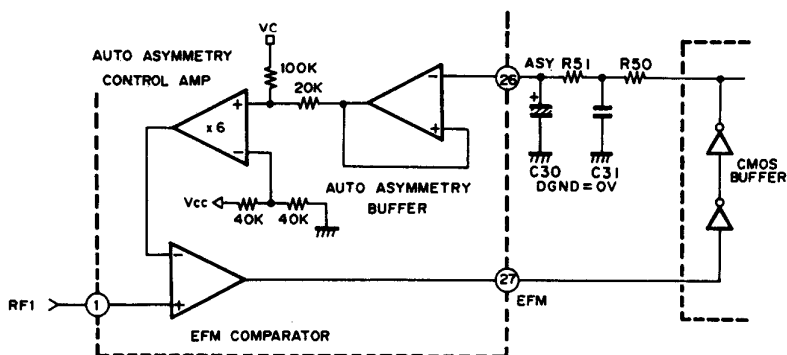 VC
AUTO ASYMMETRY
CONTROL AMP
100K
20K
26
ASY R51 R50
+
-
+
x 6
-
+
C30 C31
DGND = 0V
CMOS
BUFFER
AUTO ASYMMETRY
BUFFER
Vcc
40K 40K
-
+
RF1
1
27
EFM
EFM COMPARATOR